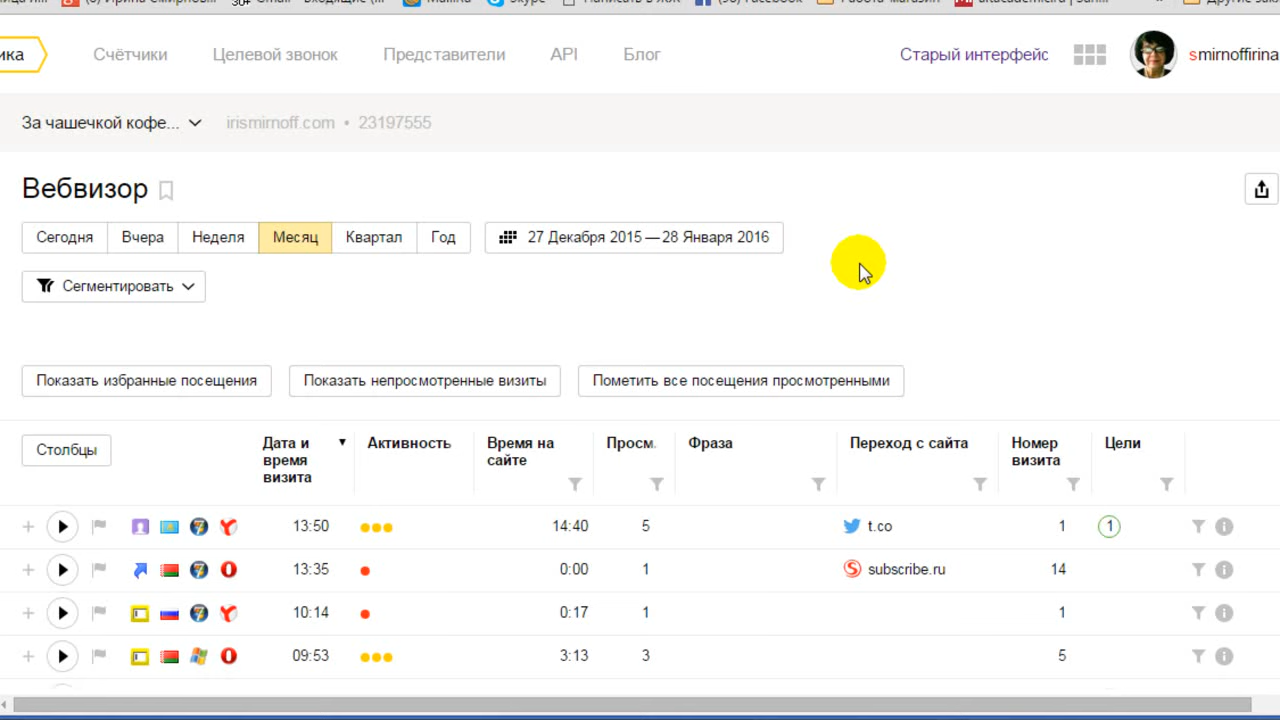 Skype
Написать в ЖЖ
Facebook
ика
Счётчики
Целевой звонок
Представители
API
Блог
Старый интерфейс
smirnoffirina
За чашечкой кофе...
irismirnoff.com • 23197555
Вебвизор
Сегодня
Вчера
Неделя
Месяц
Квартал
Год
27 Декабря 2015 — 28 Января 2016
Сегментировать
Показать избранные посещения
Показать непросмотренные визиты
Пометить все посещения просмотренными
Столбцы
Дата и время визита
Активность
Время на сайте
Просм.
Фраза
Переход с сайта
Номер визита
Цели
13:50 14:40 5 t.co 1 1
13:35 0:00 1 subscribe.ru 14
10:14 0:17 1 1
09:53 3:13 3 5